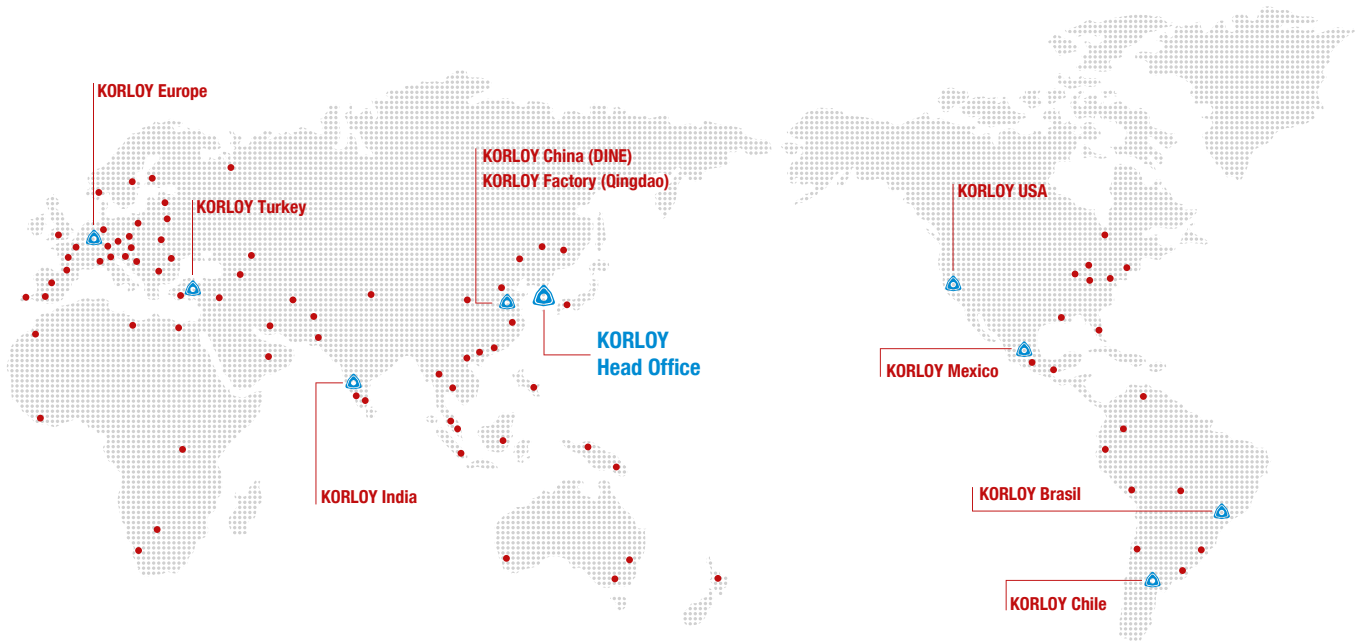 KORLOY Europe
KORLOY China (DINE)
KORLOY Factory (Qingdao)
KORLOY USA
KORLOY Turkey
KORLOY
Head Office
KORLOY Mexico
KORLOY India
KORLOY Brasil
KORLOY Chile